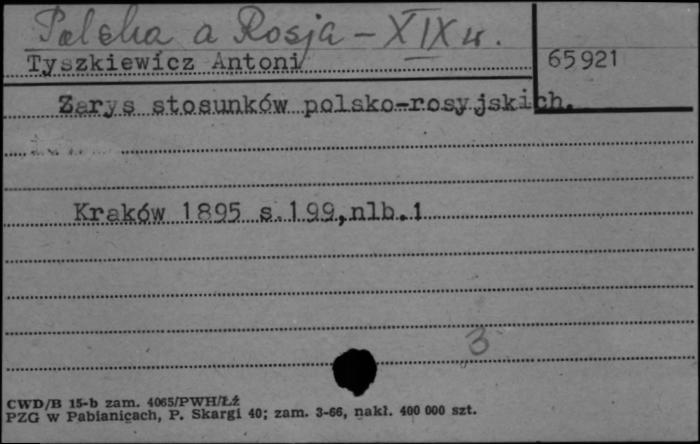 Polska a Rosja - XIX w.
Tyszkiewicz Antoni
65921
Zarys stosunków polsko-rosyjskich.
Kraków 1895 s.199,nlb.1
3
CWD/B 15-b zam. 4065/PWH/Łź
PZG w Pabianicach, P. Skargi 40; zam. 3-66, nakł. 400 000 szt.